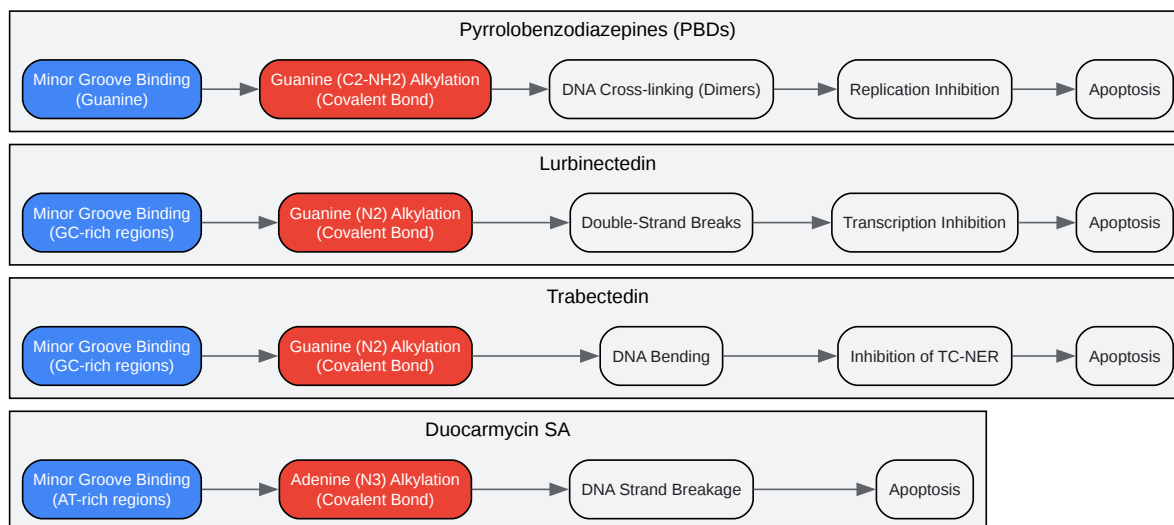 Pyrrolobenzodiazepines (PBDs)
Minor Groove Binding
(Guanine)
Guanine (C2-NH2) Alkylation
(Covalent Bond)
DNA Cross-linking (Dimers)
Replication Inhibition
Apoptosis
Lurbinectedin
Minor Groove Binding
(GC-rich regions)
Guanine (N2) Alkylation
(Covalent Bond)
Double-Strand Breaks
Transcription Inhibition
Apoptosis
Trabectedin
Minor Groove Binding
(GC-rich regions)
Guanine (N2) Alkylation
(Covalent Bond)
DNA Bending
Inhibition of TC-NER
Apoptosis
Duocarmycin SA
Minor Groove Binding
(AT-rich regions)
Adenine (N3) Alkylation
(Covalent Bond)
DNA Strand Breakage
Apoptosis